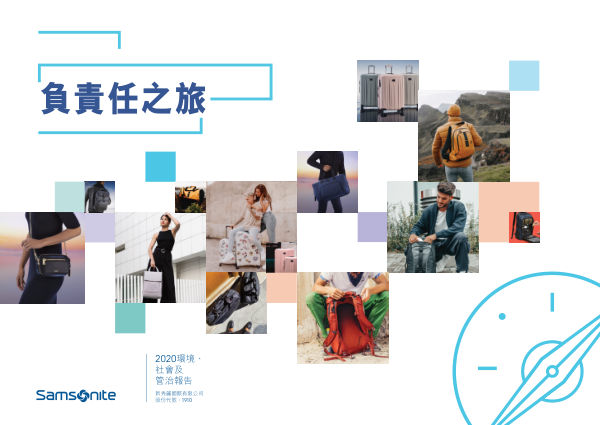 負責任之旅
2020環境、
社會及
管治報告
新秀麗國際有限公司
股份代號：1910
Samsonite